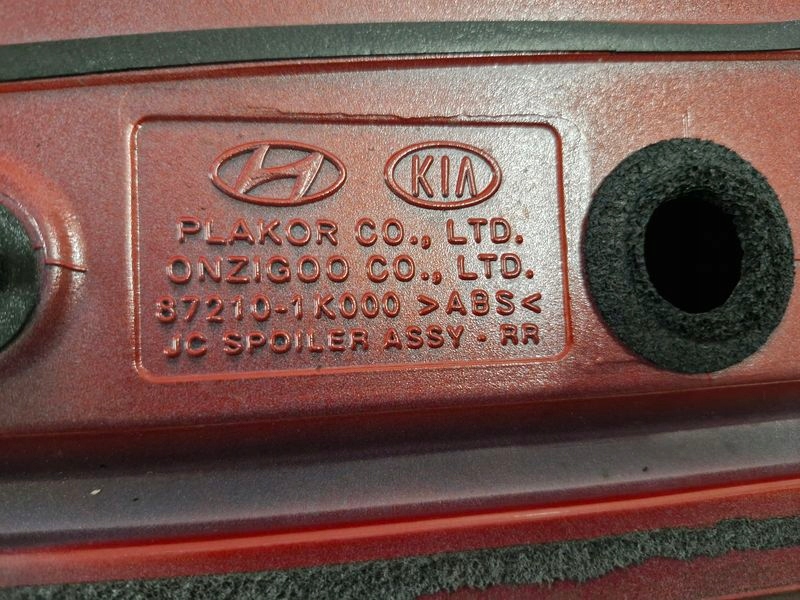 KIA
PLAKOR CO., LTD.
ONZIGOO CO., LTD.
87210-1K000 >ABS<
JC SPOILER ASSY - RR